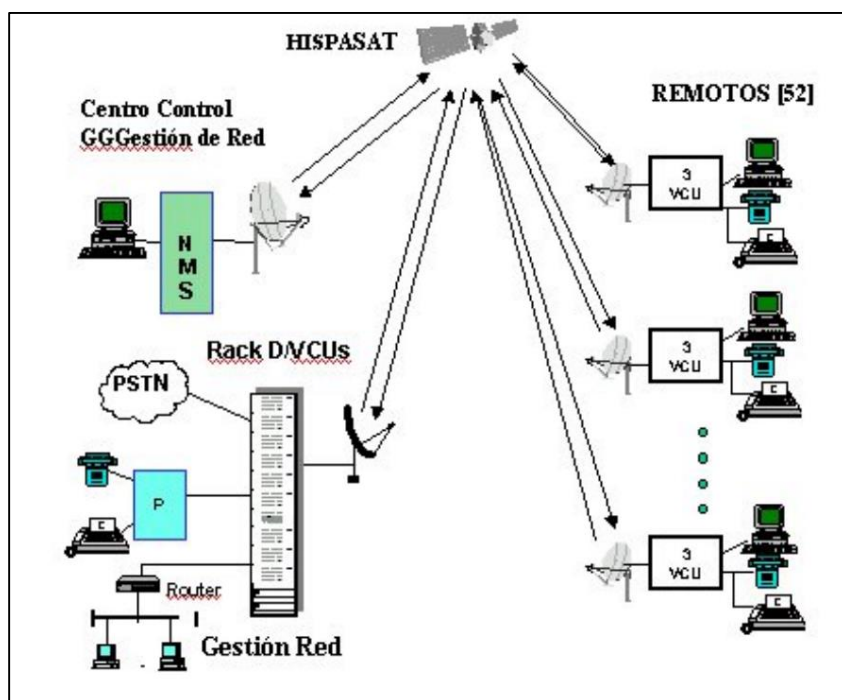 HISPASAT
Centro Control
GGGestión de Red
REMOTOS [52]
N
M
S
3
VCU
C
Rack D/VCUs
PSTN
3
VCU
C
P
C
Router
Gestión Red
3
VCU
C